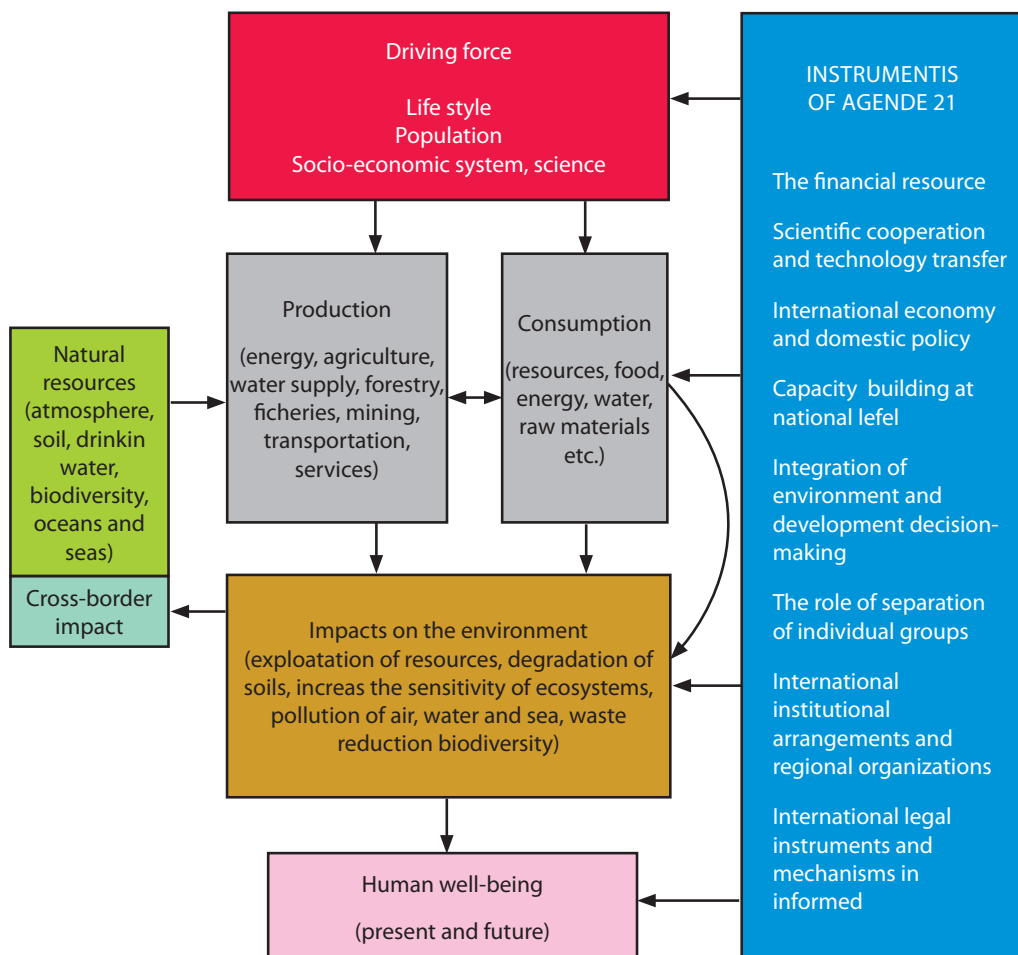 Driving force
Life style
Population
Socio-economic system, science
Production
(energy, agriculture,
water supply, forestry,
ficheries, mining,
transportation,
services)
Consumption
(resources, food,
energy, water,
raw materials
etc.)
Natural
resources
(atmosphere,
soil, drinkin
water,
biodiversity,
oceans and
seas)
Cross-border
impact
Impacts on the environment
(exploatation of resources, degradation of
soils, increas the sensitivity of ecosystems,
pollution of air, water and sea, waste
reduction biodiversity)
Human well-being
(present and future)
INSTRUMENTIS
OF AGENDE 21
The financial resource
Scientific cooperation
and technology transfer
International economy
and domestic policy
Capacity building at
national lefel
Integration of
environment and
development decision-
making
The role of separation
of individual groups
International
institutional
arrangements and
regional organizations
International legal
instruments and
mechanisms in
informed